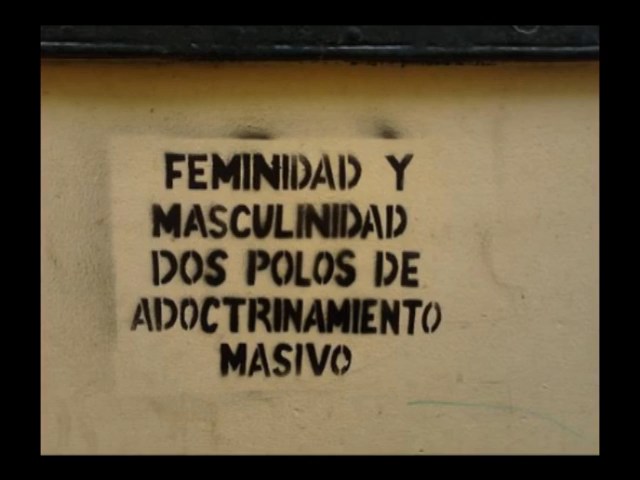 FEMINIDAD Y
MASCULINIDAD
DOS POLOS DE
ADOCTRINAMIENTO
MASIVO